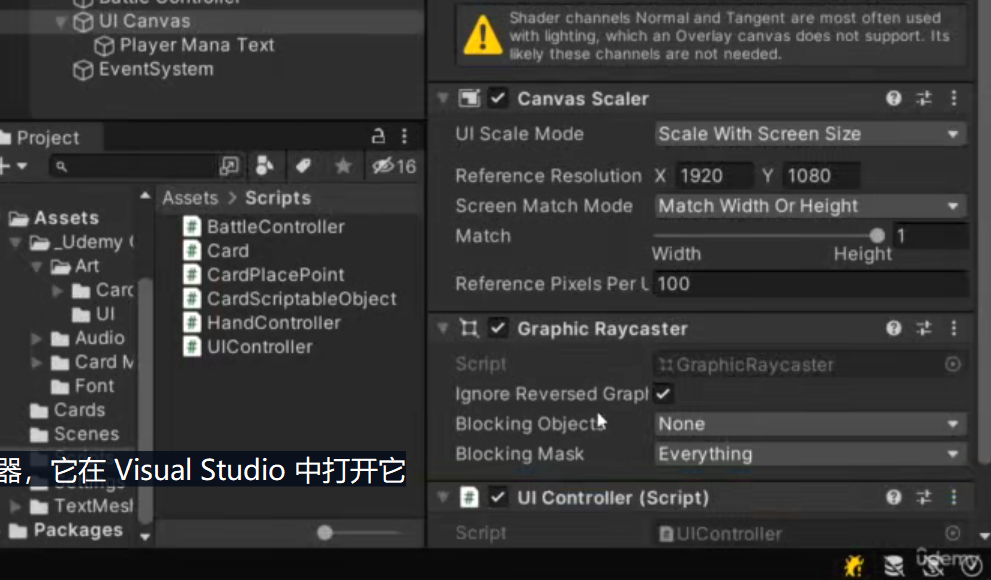 UI Canvas
Player Mana Text
EventSystem
Shader channels Normal and Tangent are most often used
with lighting, which an Overlay canvas does not support. Its
likely these channels are not needed.
Canvas Scaler
UI Scale Mode Scale With Screen Size
Reference Resolution X 1920 Y 1080
Screen Match Mode Match Width Or Height
Match 1
Width Height
Reference Pixels Per U 100
Graphic Raycaster
Script GraphicRaycaster
Ignore Reversed Graph
Blocking Objects None
Blocking Mask Everything
UI Controller (Script)
Script UIController
Project
16
Assets
_Udemy
Art
Card
UI
Audio
Card M
Font
Cards
Scenes
TextMesh
Packages
Assets > Scripts
BattleController
Card
CardPlacePoint
CardScriptableObject
HandController
UIController
器，它在 Visual Studio 中打开它
ûdemy